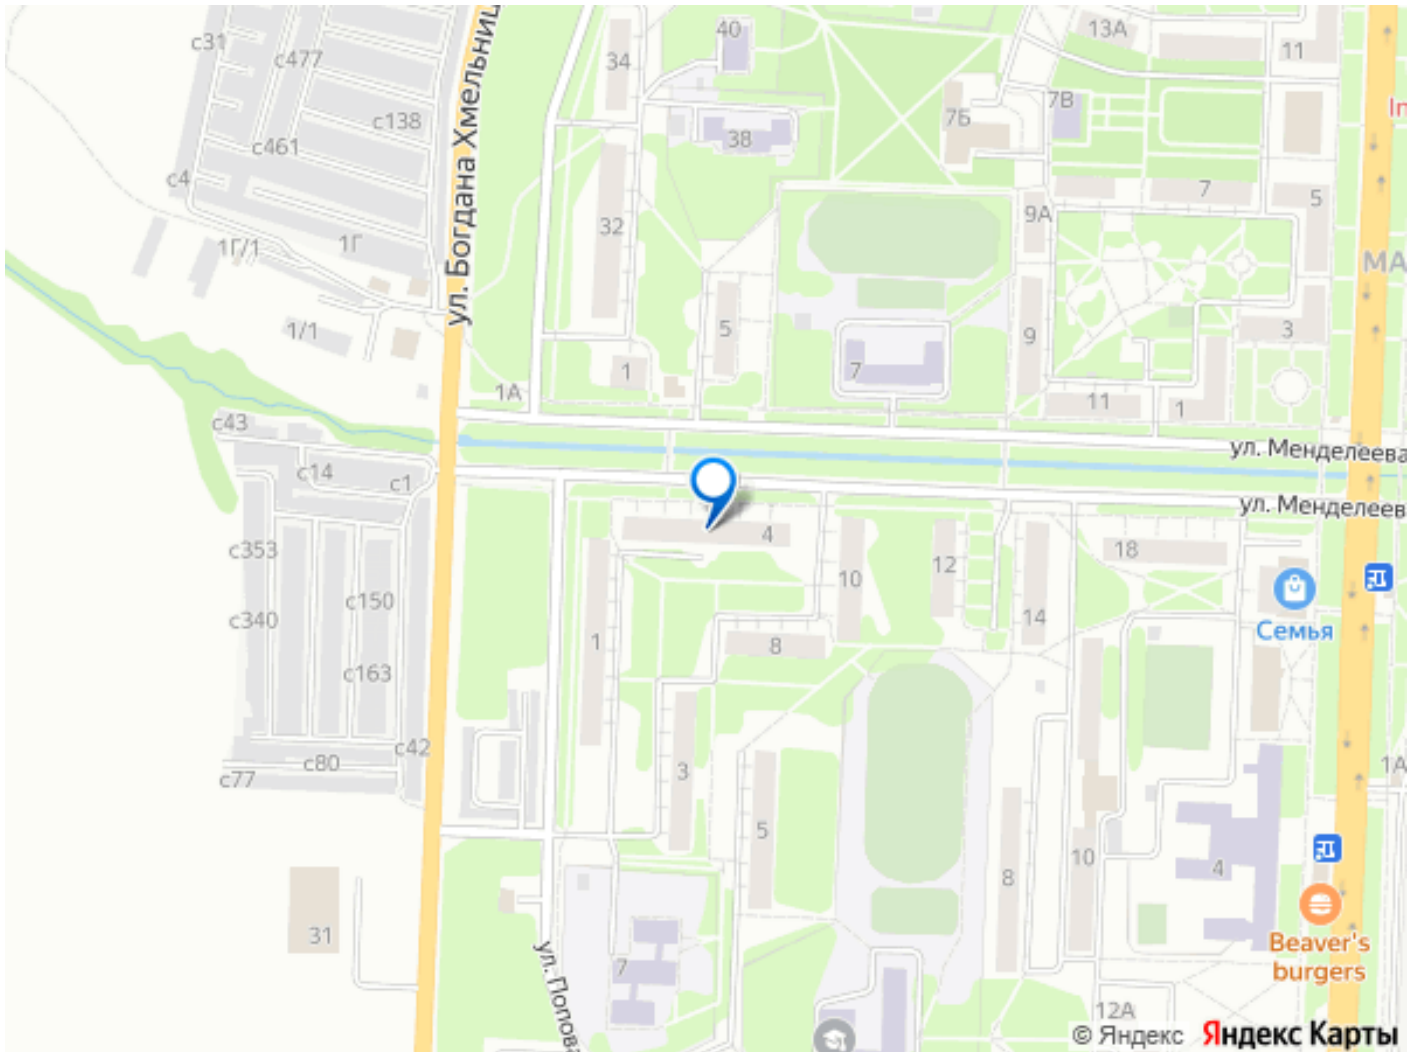 с31
с477
с138
с461
с4
1Г
1Г/1
1/1
ул. Богдана Хмельниц
34
40
38
32
5
1
1А
13А
11
7Б
7В
7
5
9А
9
3
11
1
7
In
МА
ул. Менделеева
ул. Менделеев
с43
с14
с1
с353
с340
с150
с163
с42
с80
с77
4
10
12
14
18
8
1
3
5
Семья
8
10
4
1А
31
7
ул. Попова
12А
Beaver's
burgers
© Яндекс Яндекс Карты